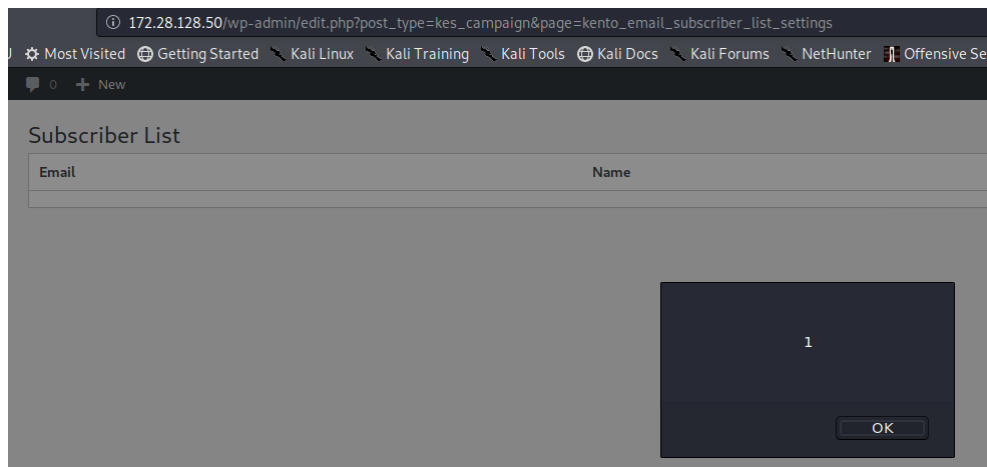 172.28.128.50/wp-admin/edit.php?post_type=kes_campaign&page=kento_email_subscriber_list_settings
Most Visited Getting Started Kali Linux Kali Training Kali Tools Kali Docs Kali Forums NetHunter Offensive Se
0 New
Subscriber List
Email Name
1
OK